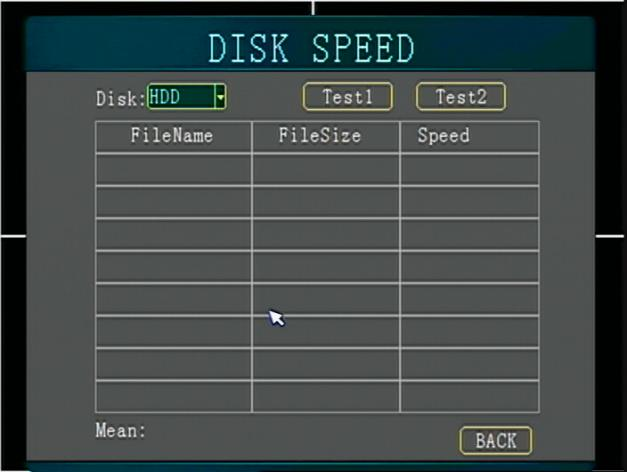 DISK SPEED
Disk: HDD Test1 Test2
FileName FileSize Speed
Mean:
BACK